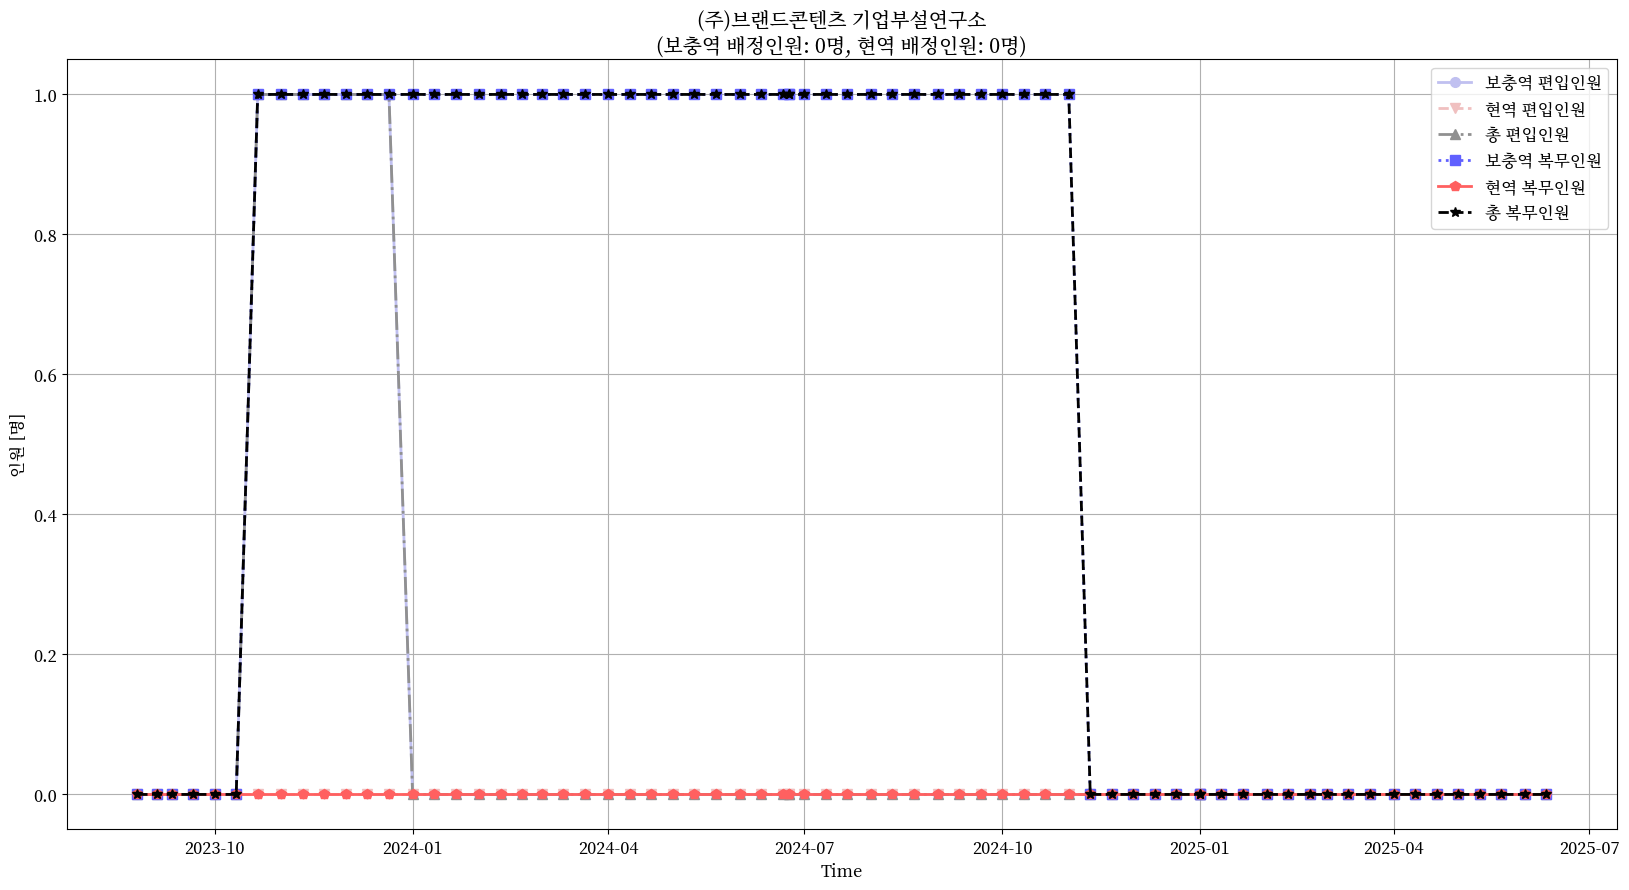 (주)브랜드콘텐츠 기업부설연구소
(보충역 배정인원: 0명, 현역 배정인원: 0명)
보충역 편입인원
현역 편입인원
총 편입인원
보충역 복무인원
현역 복무인원
총 복무인원
인원 [명]
1.0
0.8
0.6
0.4
0.2
0.0
2023-10
2024-01
2024-04
2024-07
2024-10
2025-01
2025-04
2025-07
Time